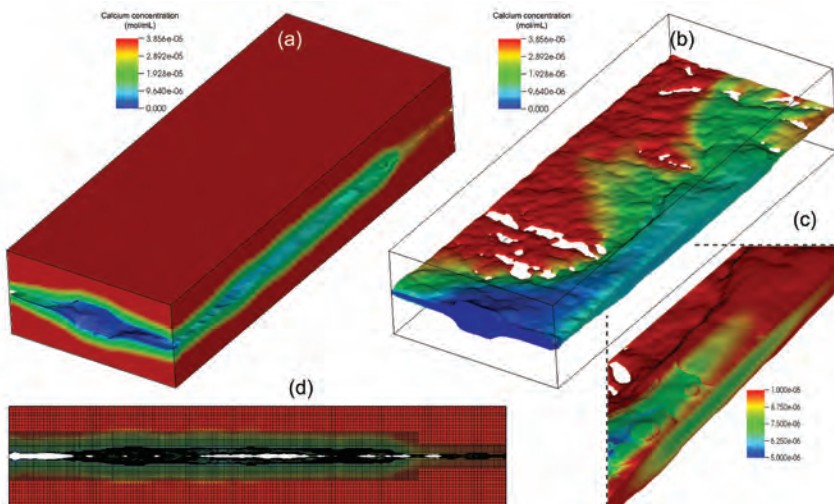 Calcium concentration
(mol/mL)
3.856e-05
2.892e-05
1.928e-05
9.640e-06
0.000
(a)
Calcium concentration
(mol/mL)
3.856e-05
2.892e-05
1.928e-05
9.640e-06
0.000
(b)
(c)
1.000e-05
8.750e-06
7.500e-06
6.250e-06
5.000e-06
(d)